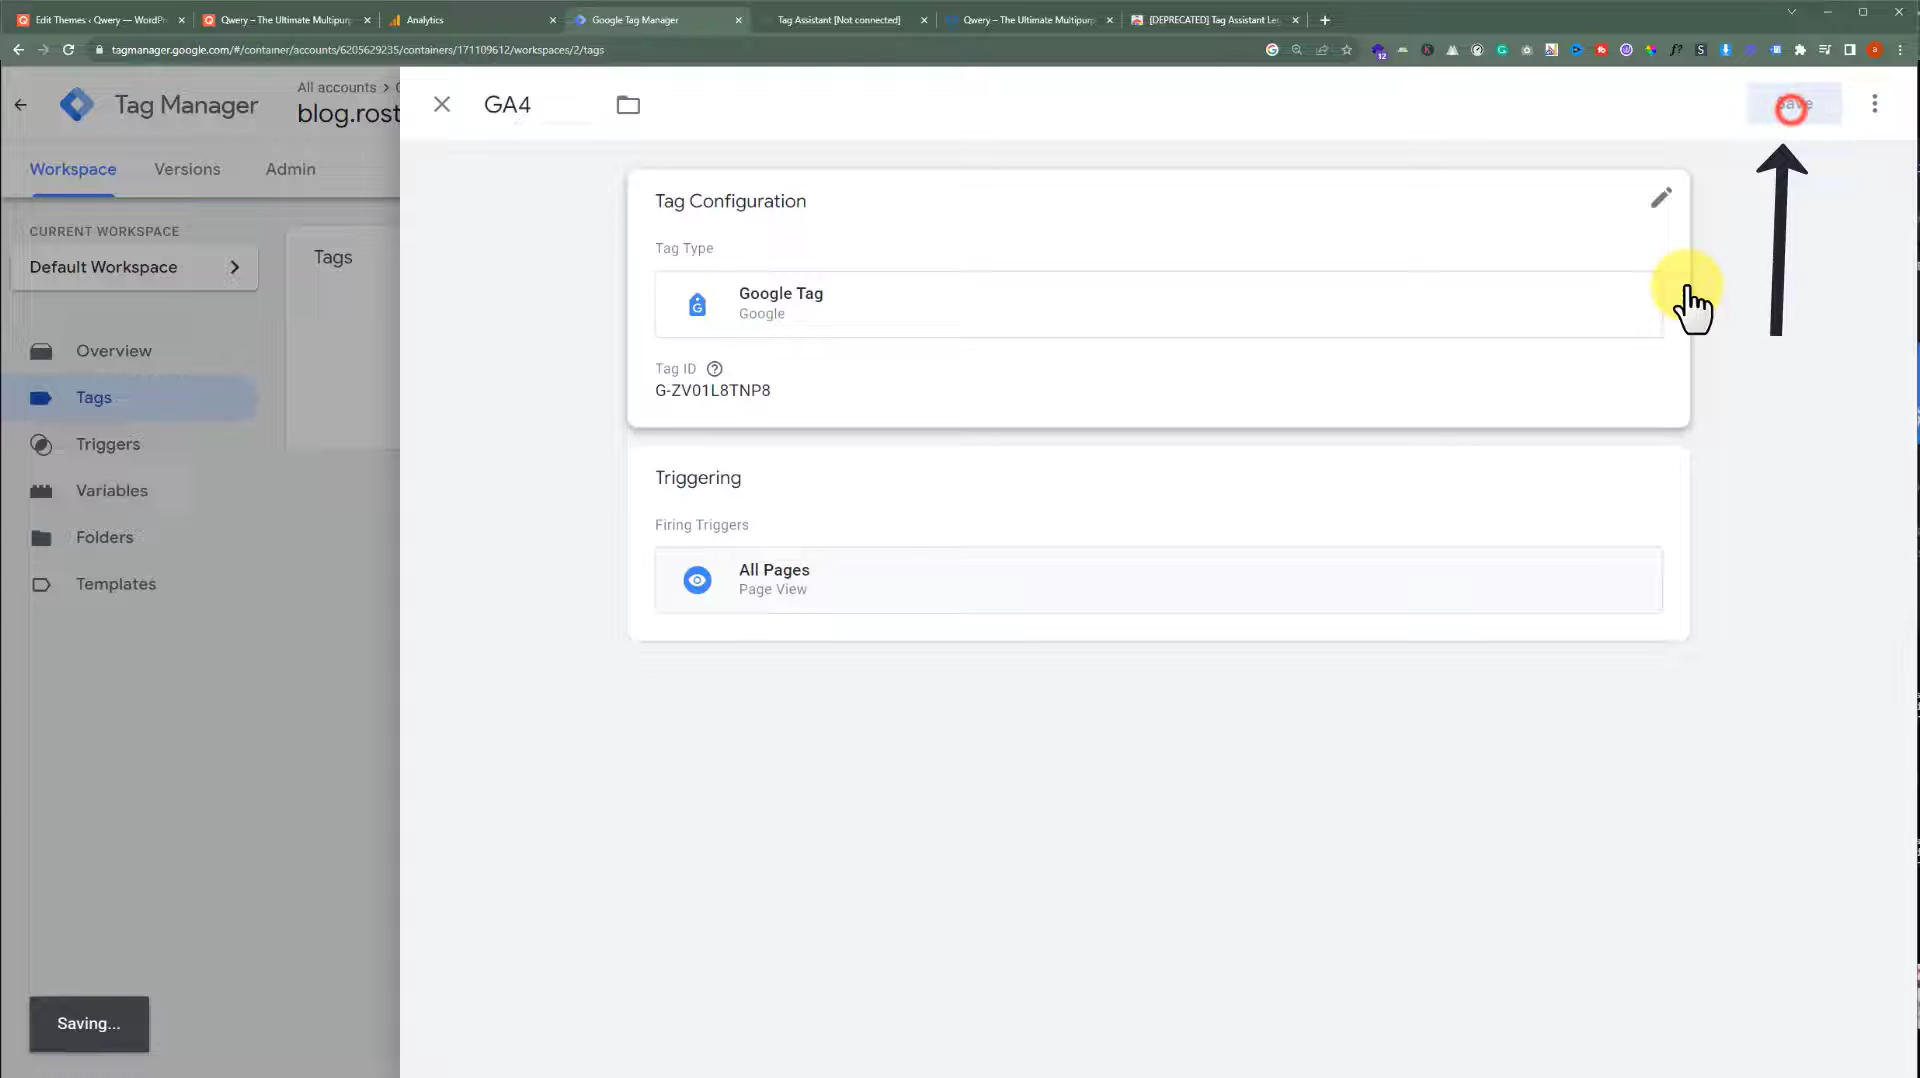 Edit Themes ‹ Qwery — WordPr
Qwery – The Ultimate Multipurp
Analytics
Google Tag Manager
Tag Assistant [Not connected]
Qwery – The Ultimate Multipurp
[DEPRECATED] Tag Assistant Le
tagmanager.google.com/#/container/accounts/6205629235/containers/171109612/workspaces/2/tags
12
Tag Manager
All accounts
blog.rost
GA4
Save
Workspace
Versions
Admin
CURRENT WORKSPACE
Default Workspace
Tags
Overview
Tags
Triggers
Variables
Folders
Templates
Tag Configuration
Tag Type
Google Tag
Google
Tag ID
G-ZV01L8TNP8
Triggering
Firing Triggers
All Pages
Page View
Saving...